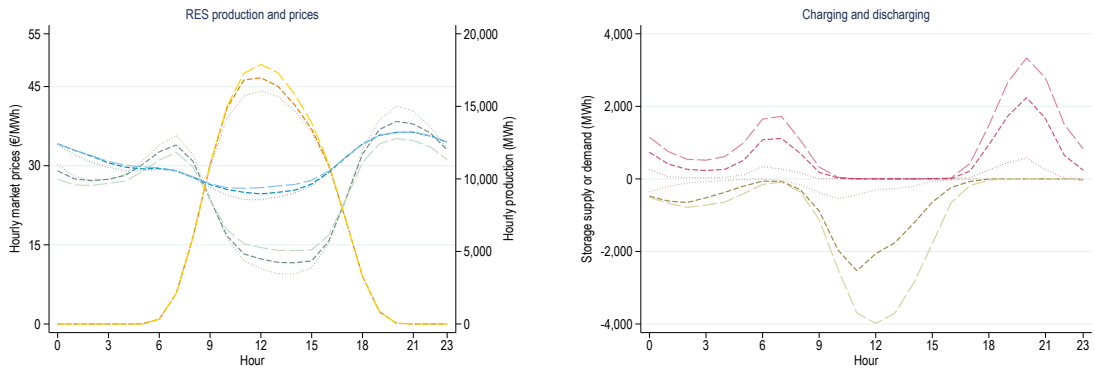 RES production and prices
55
45
30
15
0
Hourly market prices (€/MWh)
20,000
15,000
10,000
5,000
0
Hourly production (MWh)
0 3 6 9 12 15 18 21 23
Hour
Charging and discharging
4,000
2,000
0
-2,000
-4,000
Storage supply or demand (MWh)
0 3 6 9 12 15 18 21 23
Hour